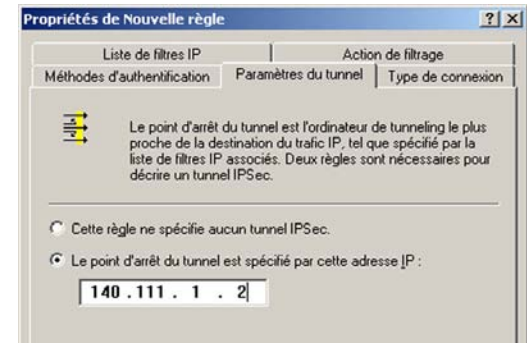 Propriétés de Nouvelle règle
Liste de filtres IP
Action de filtrage
Méthodes d'authentification
Paramètres du tunnel
Type de connexion
Le point d'arrêt du tunnel est l'ordinateur de tunneling le plus
proche de la destination du trafic IP, tel que spécifié par la
liste de filtres IP associés. Deux règles sont nécessaires pour
décrire un tunnel IPSec.
Cette règle ne spécifie aucun tunnel IPSec.
Le point d'arrêt du tunnel est spécifié par cette adresse IP :
140 . 111 . 1 . 2